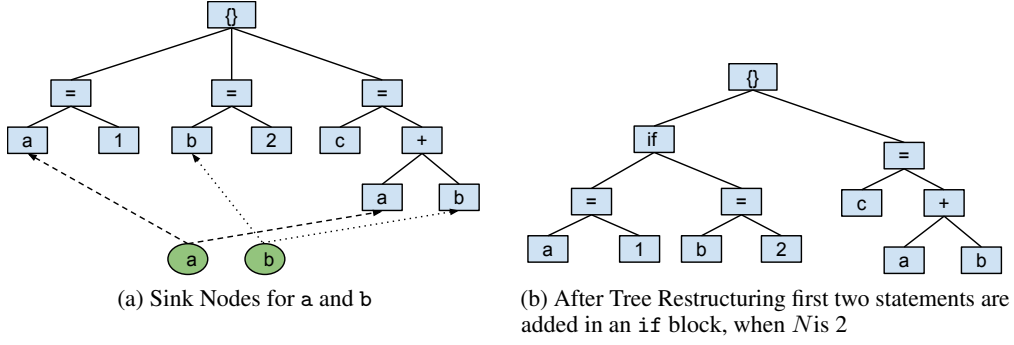 {}
= = =
a 1 b 2 c +
a b
a b
(a) Sink Nodes for a and b
{}
if =
= = c +
a 1 b 2 a b
(b) After Tree Restructuring first two statements are
added in an if block, when N is 2